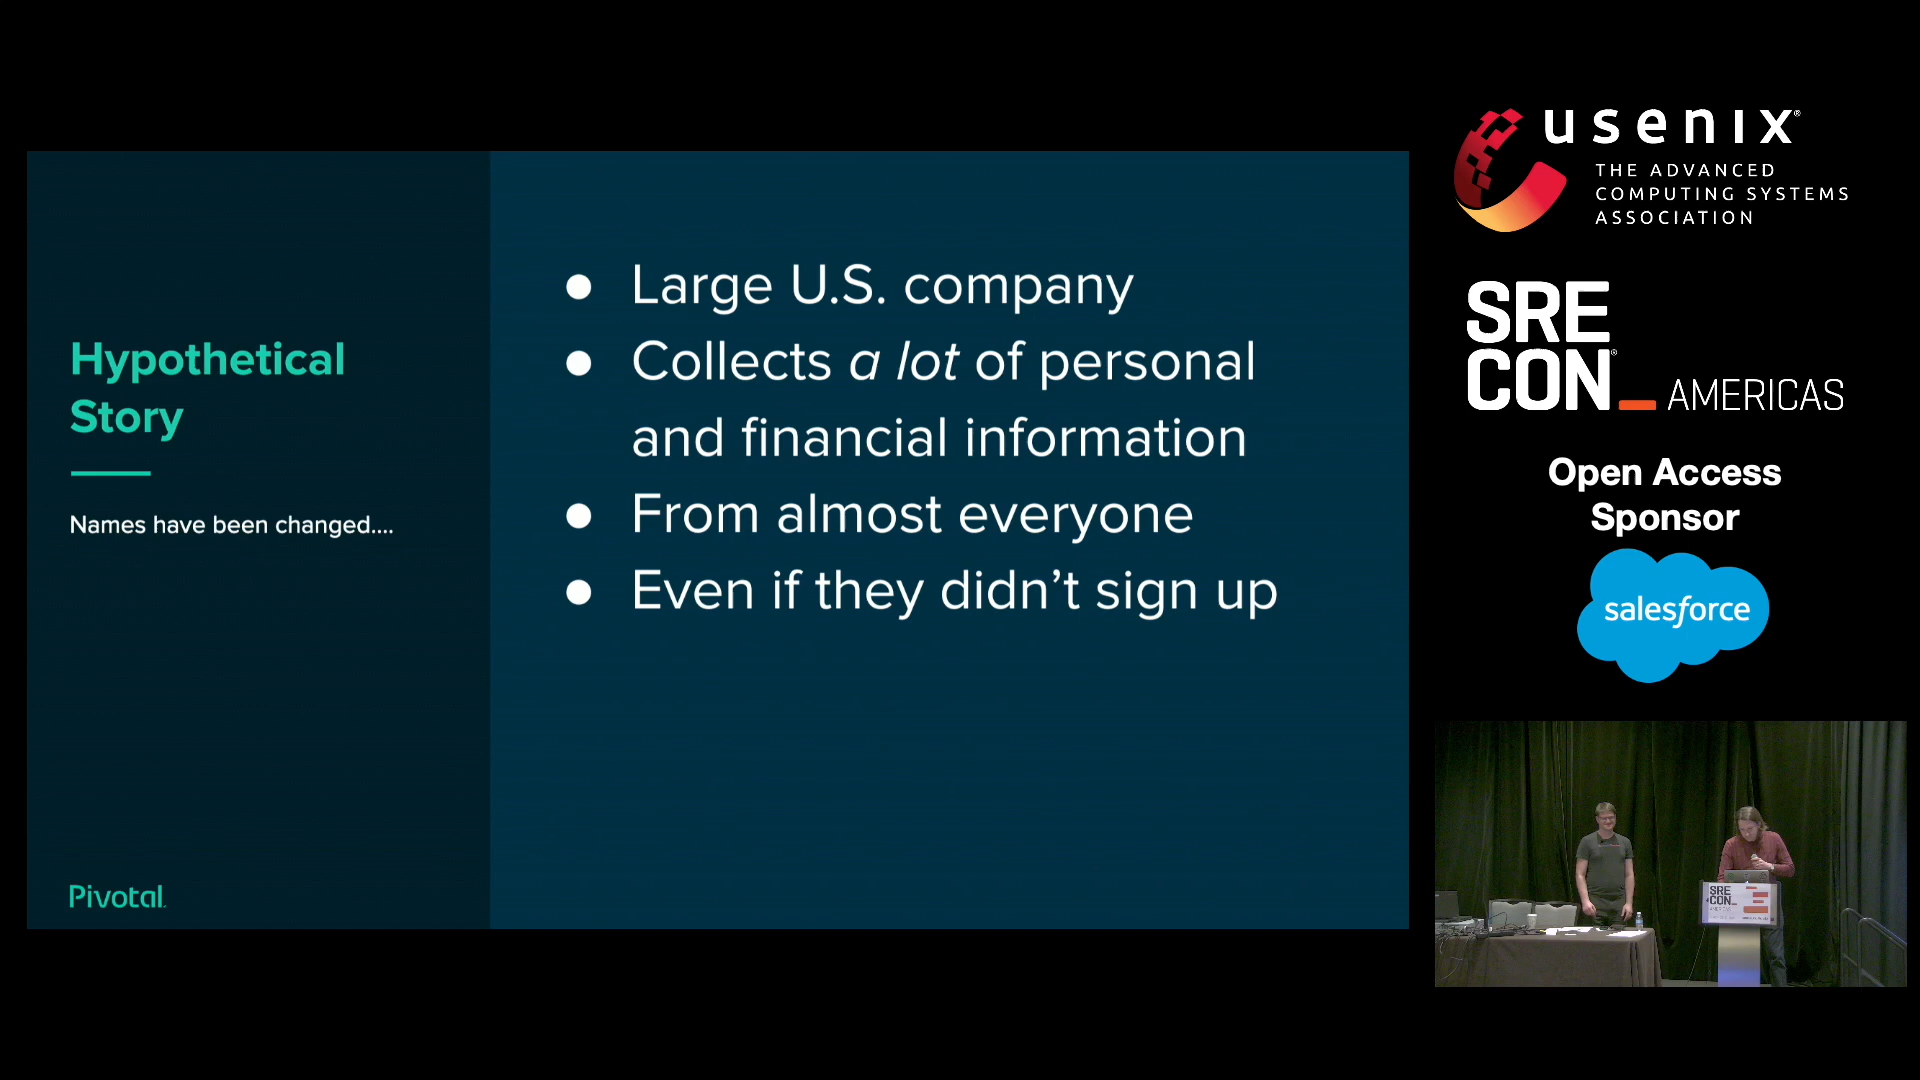 Hypothetical
Story
Names have been changed....
Pivotal
● Large U.S. company
● Collects a lot of personal
and financial information
● From almost everyone
● Even if they didn't sign up
usenix®
THE ADVANCED
COMPUTING SYSTEMS
ASSOCIATION
SRE
CON®_ AMERICAS
Open Access
Sponsor
salesforce
SRE
CON_